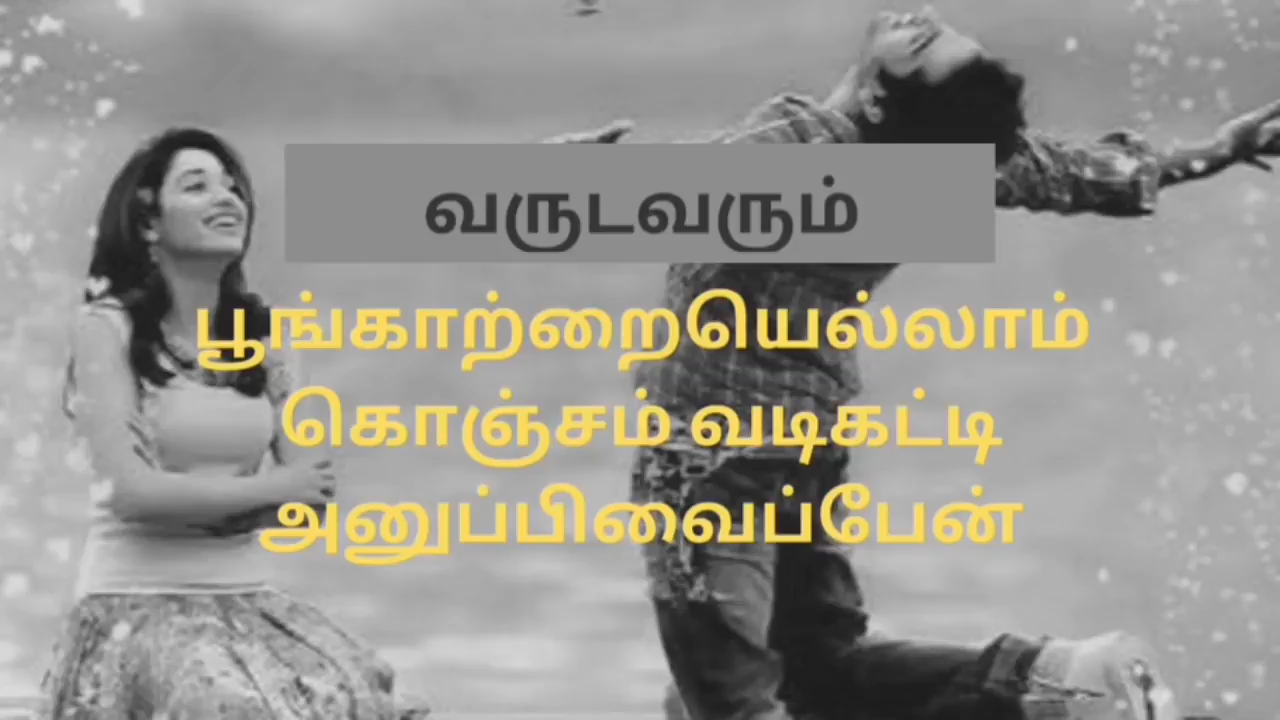 வருடவரும்
பூங்காற்றையெல்லாம்
கொஞ்சம் வடிகட்டி
அனுப்பிவைப்பேன்